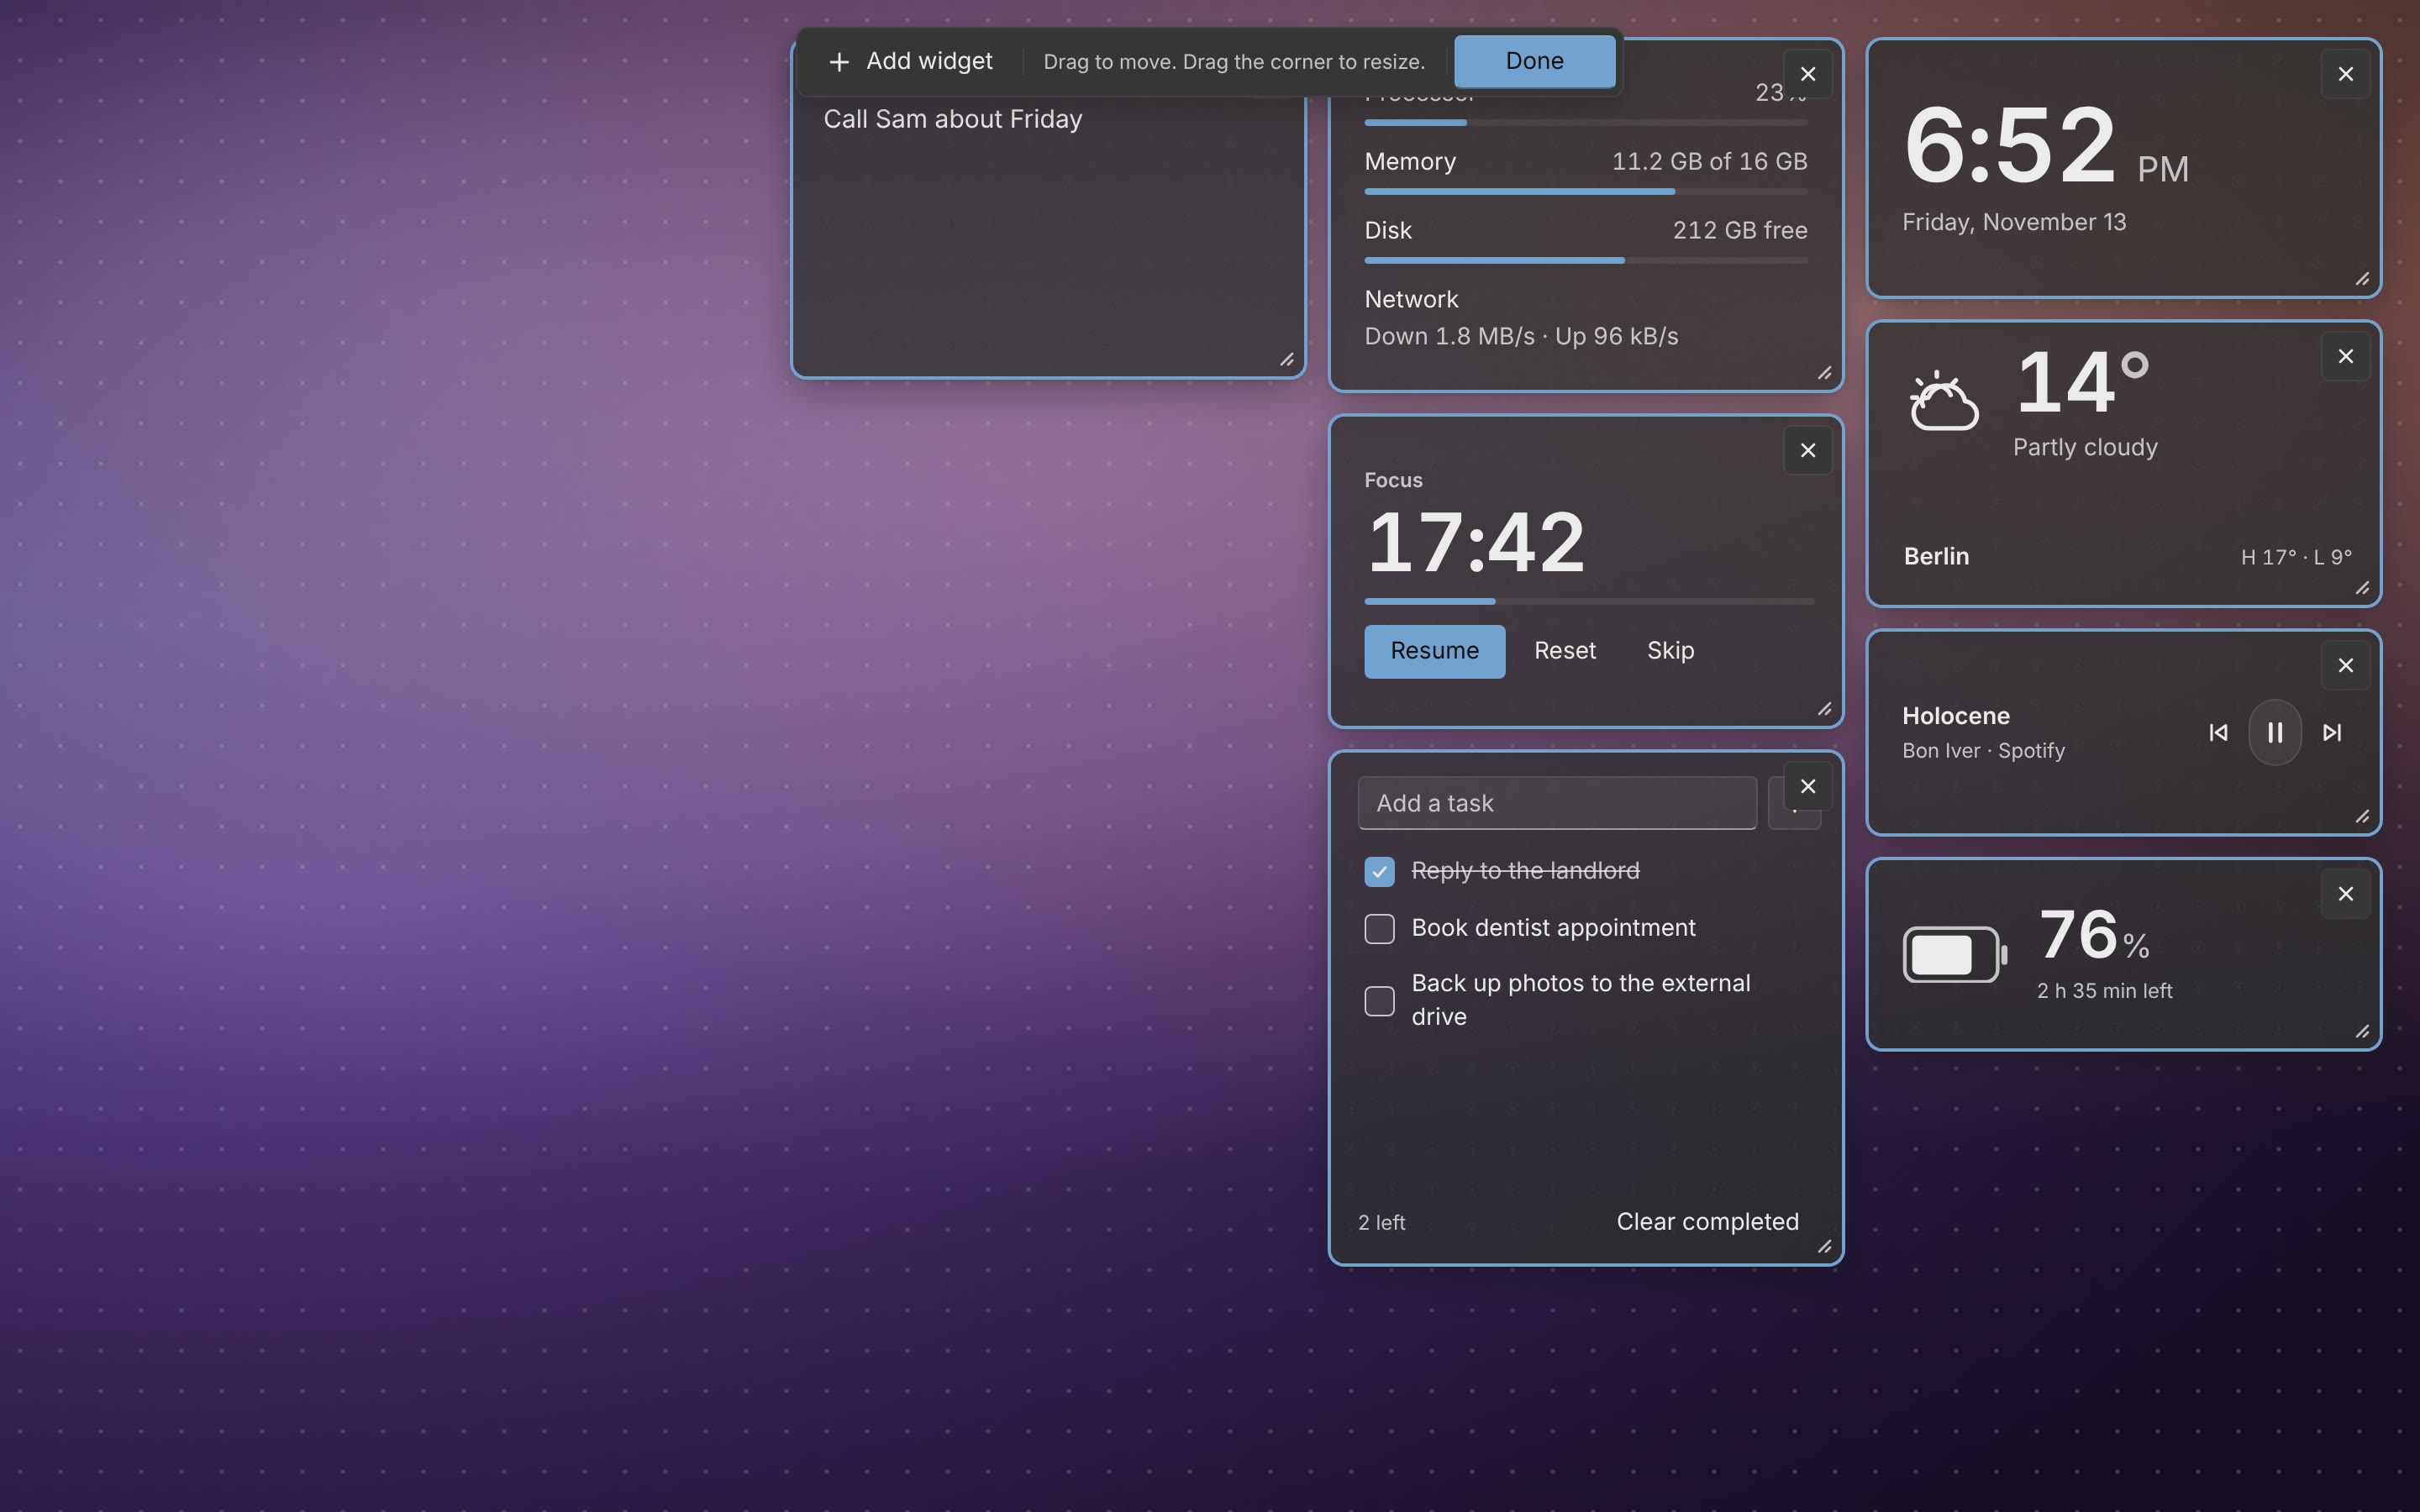 Add widget
Drag to move. Drag the corner to resize.
Done
Call Sam about Friday
Memory
11.2 GB of 16 GB
Disk
212 GB free
Network
Down 1.8 MB/s · Up 96 kB/s
Focus
17:42
Resume
Reset
Skip
Add a task
Reply to the landlord
Book dentist appointment
Back up photos to the external
drive
2 left
Clear completed
6:52 PM
Friday, November 13
14°
Partly cloudy
Berlin
H 17° · L 9°
Holocene
Bon Iver · Spotify
76%
2 h 35 min left